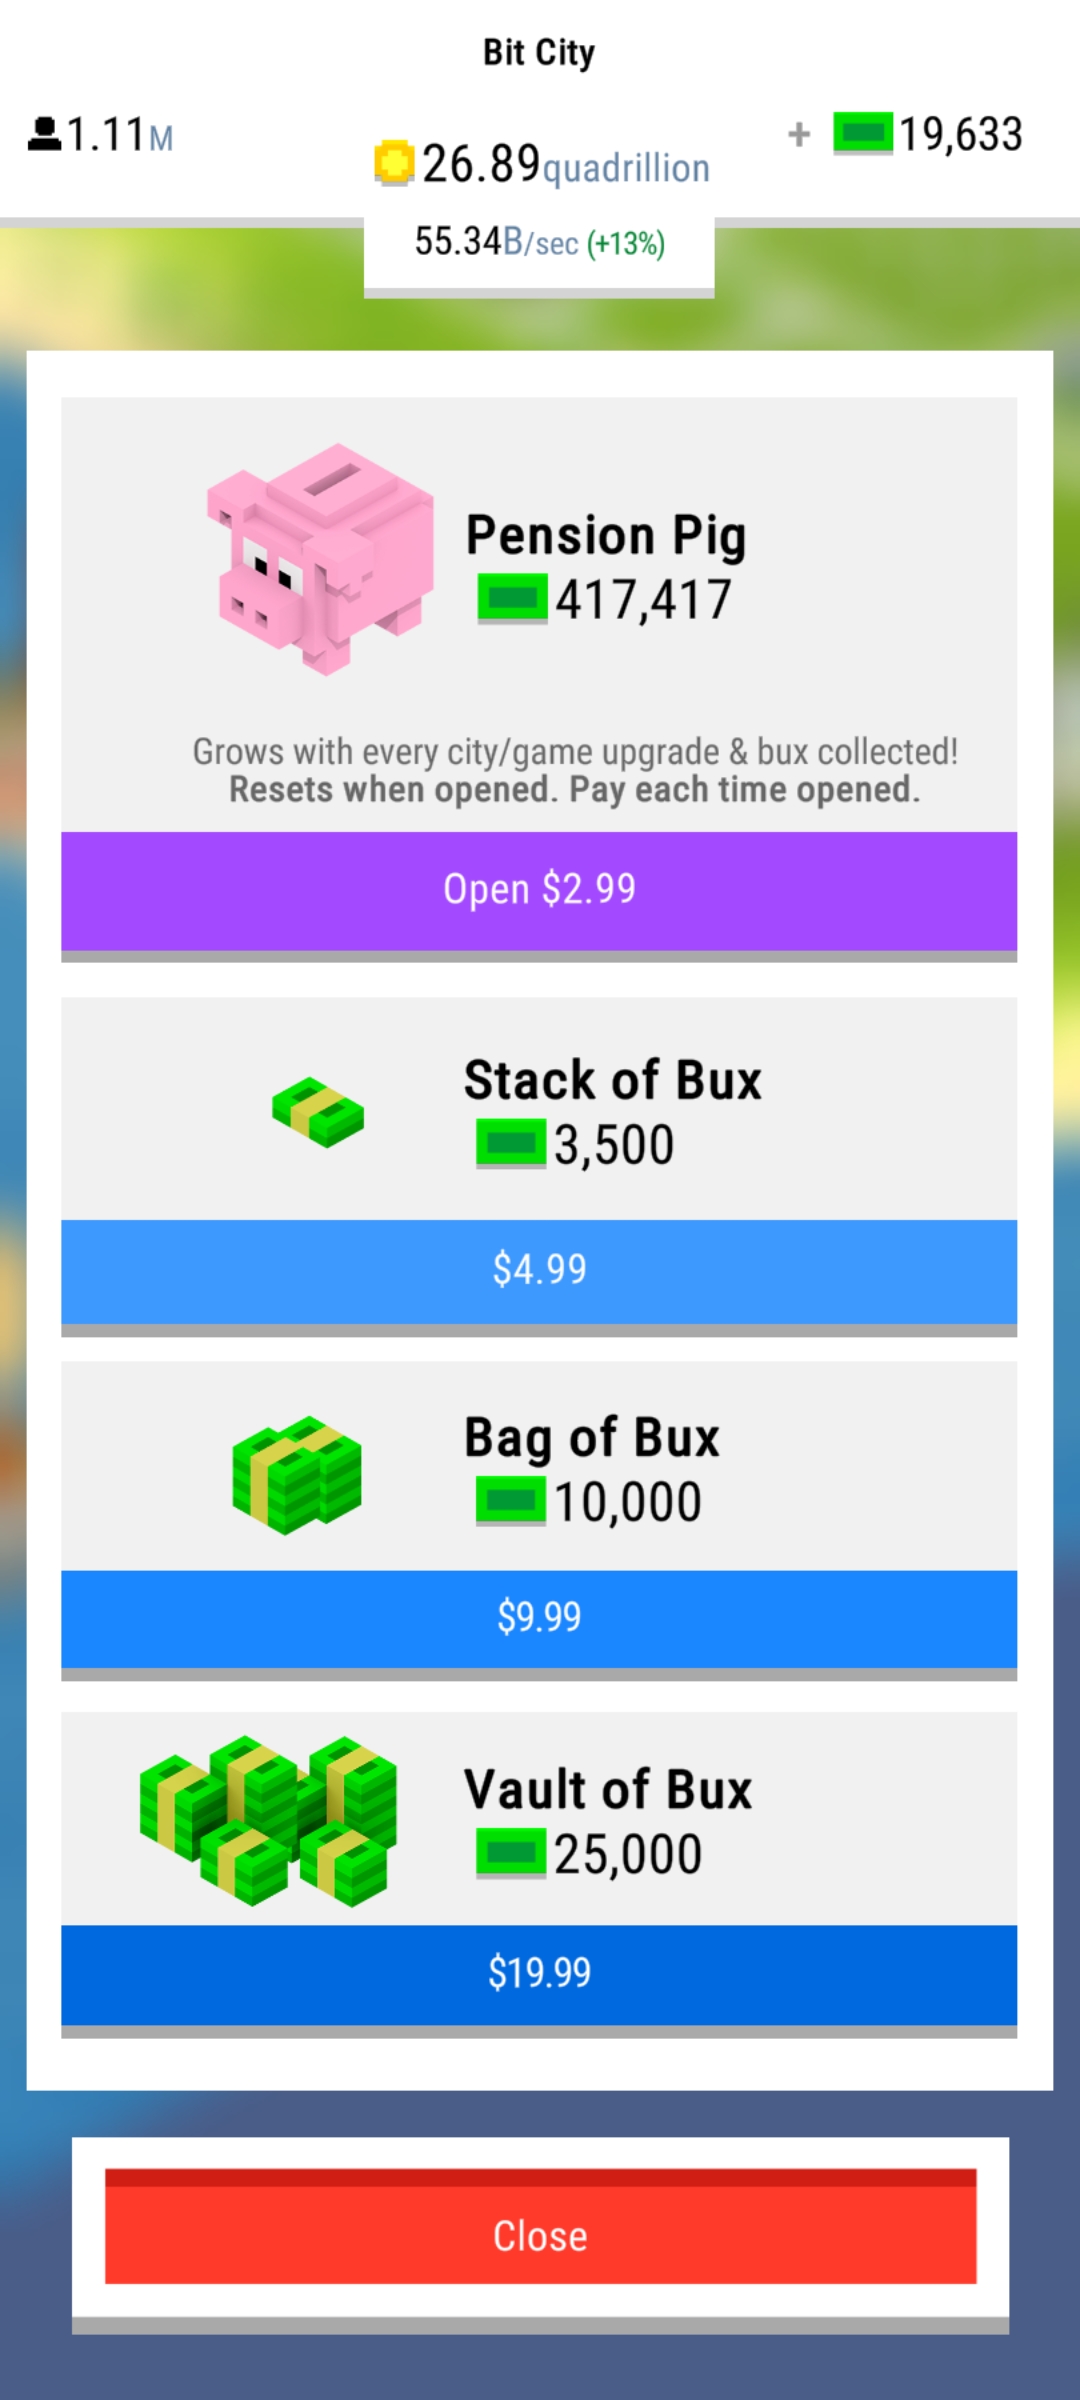 Bit City
1.11M
26.89quadrillion
+ 19,633
55.34B/sec (+13%)
Pension Pig
417,417
Grows with every city/game upgrade & bux collected!
Resets when opened. Pay each time opened.
Open $2.99
Stack of Bux
3,500
$4.99
Bag of Bux
10,000
$9.99
Vault of Bux
25,000
$19.99
Close